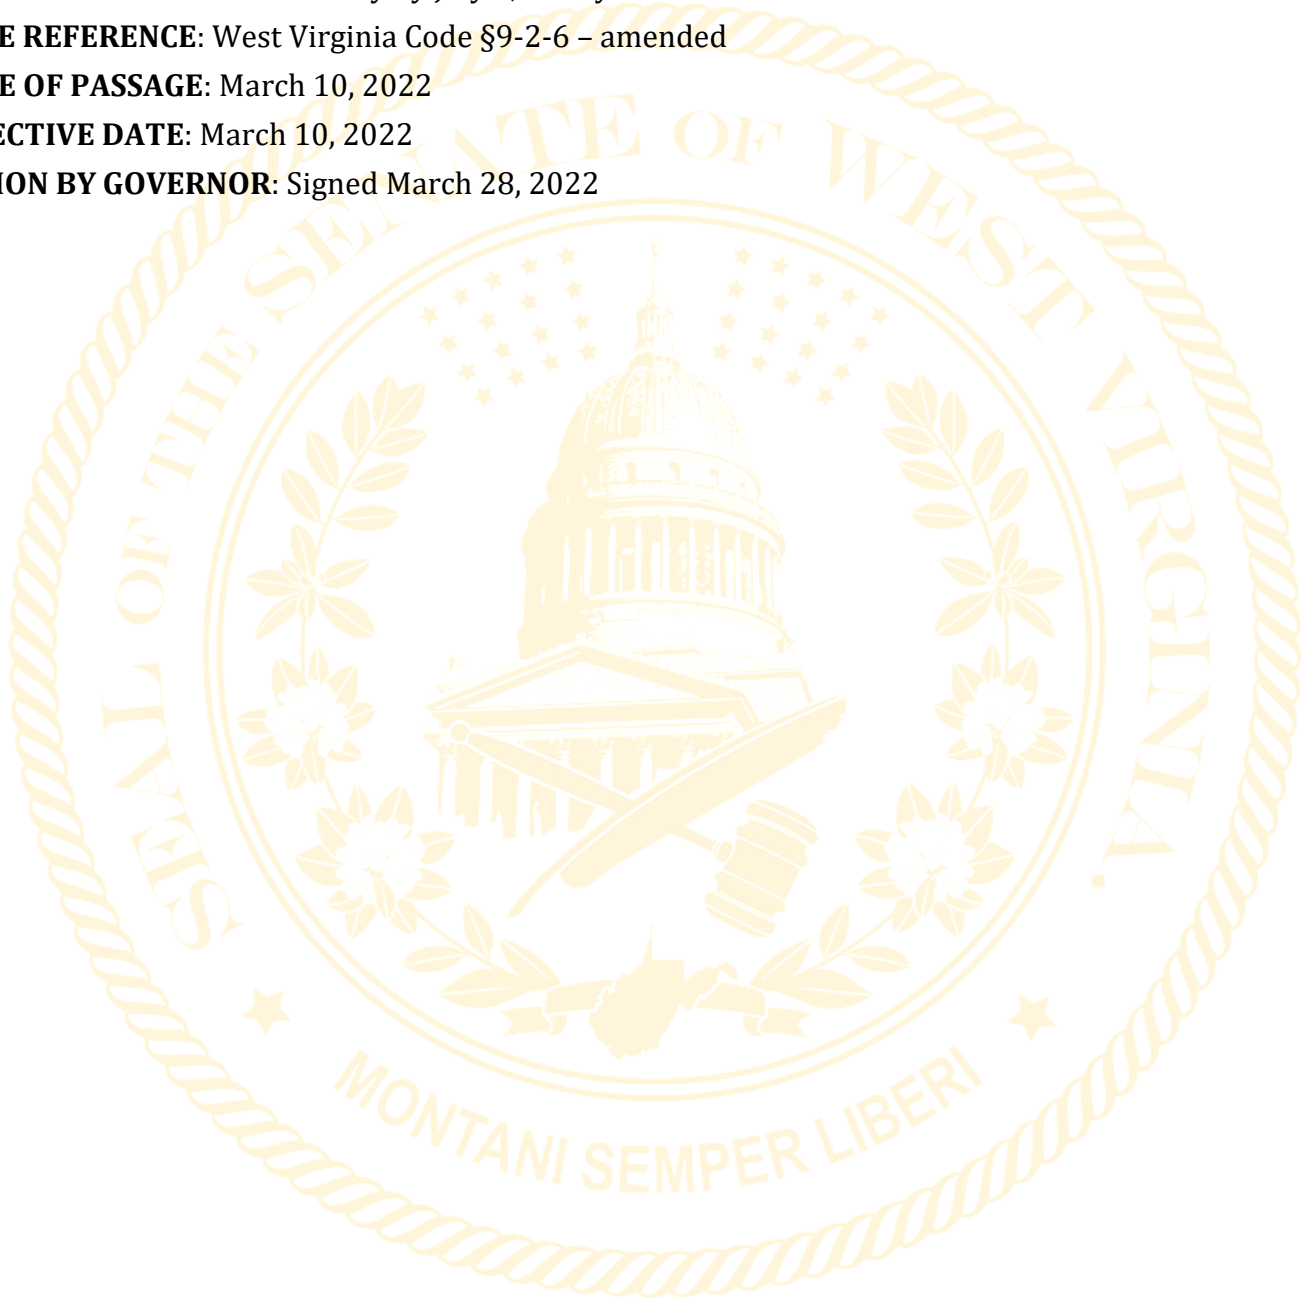 E REFERENCE: West Virginia Code §9-2-6 – amended
E OF PASSAGE: March 10, 2022
ECTIVE DATE: March 10, 2022
ION BY GOVERNOR: Signed March 28, 2022
SEAL OF THE SENATE OF WEST VIRGINIA
MONTANI SEMPER LIBERI